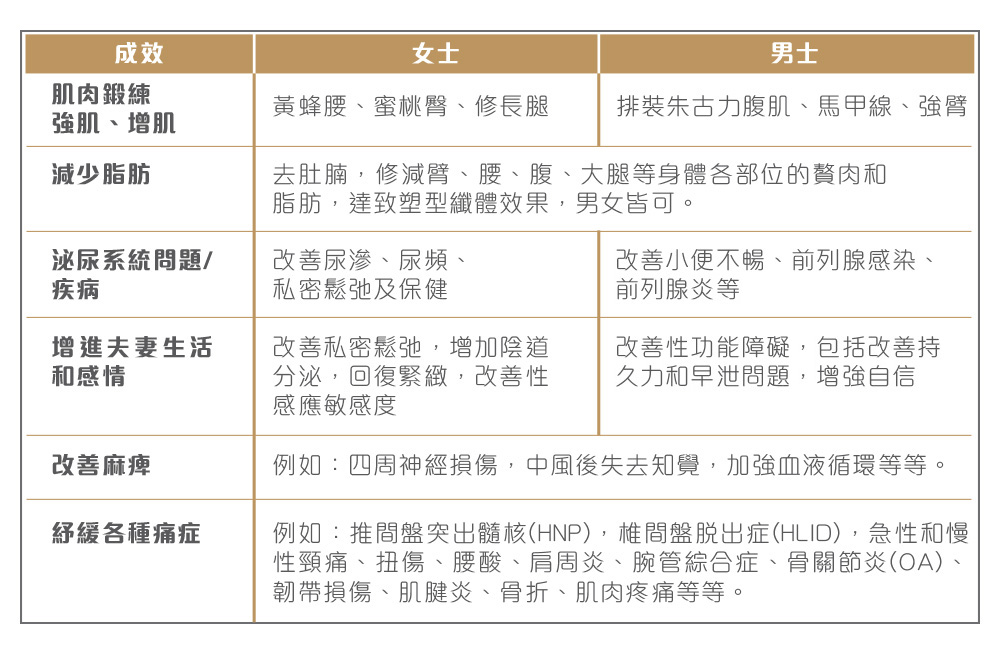 成效
女士
男士
肌肉鍛練
強肌、增肌
黃蜂腰、蜜桃臀、修長腿
排裝朱古力腹肌、馬甲線、強臂
減少脂肪
去肚腩，修減臂、腰、腹、大腿等身體各部位的贅肉和
脂肪，達致塑型纖體效果，男女皆可。
泌尿系統問題/
疾病
改善尿滲、尿頻、
私密鬆弛及保健
改善小便不暢、前列腺感染、
前列腺炎等
增進夫妻生活
和感情
改善私密鬆弛，增加陰道
分泌，回復緊緻，改善性
感應敏感度
改善性功能障礙，包括改善持
久力和早泄問題，增強自信
改善麻痺
例如：四周神經損傷，中風後失去知覺，加強血液循環等等。
紓緩各種痛症
例如：推間盤突出髓核(HNP)，椎間盤脫出症(HLID)，急性和慢
性頸痛、扭傷、腰酸、肩周炎、腕管綜合症、骨關節炎(OA)、
韌帶損傷、肌腱炎、骨折、肌肉疼痛等等。